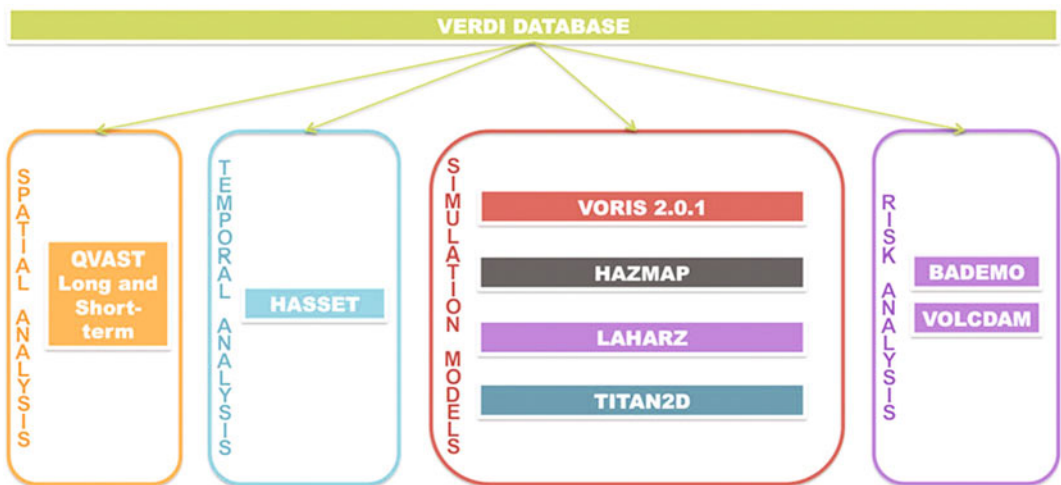 VERDI DATABASE
SPATIAL ANALYSIS
QVAST
Long and
Short-
term
TEMPORAL ANALYSIS
HASSET
SIMULATION MODELS
VORIS 2.0.1
HAZMAP
LAHARZ
TITAN2D
RISK ANALYSIS
BADEMO
VOLCDAM